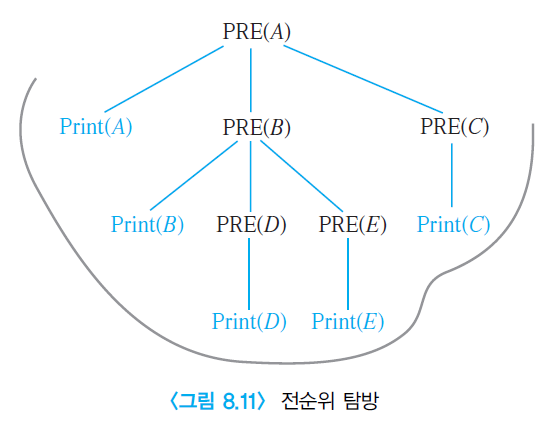 PRE(A)
Print(A) PRE(B) PRE(C)
Print(B) PRE(D) PRE(E) Print(C)
Print(D) Print(E)
〈그림 8.11〉 전순위 탐방